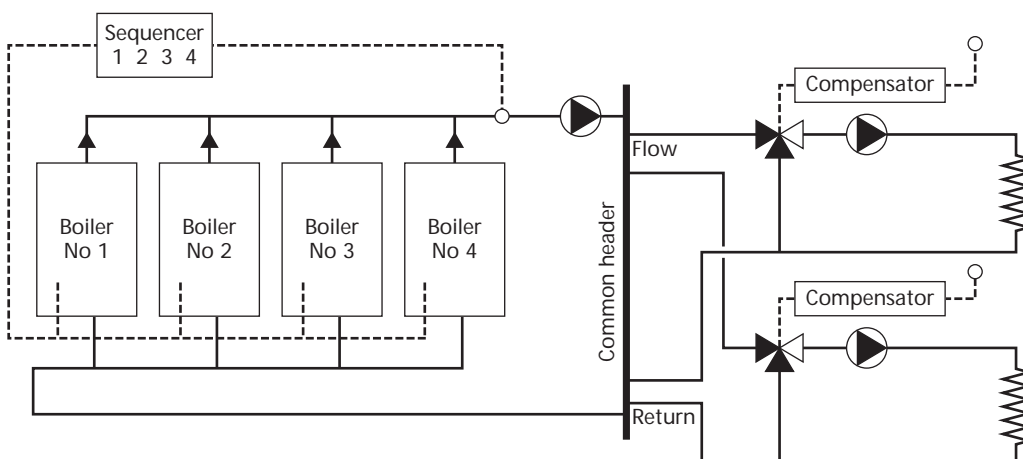 Sequencer
1 2 3 4
Compensator
Flow
Boiler
No 1
Boiler
No 2
Boiler
No 3
Boiler
No 4
Common header
Compensator
Return